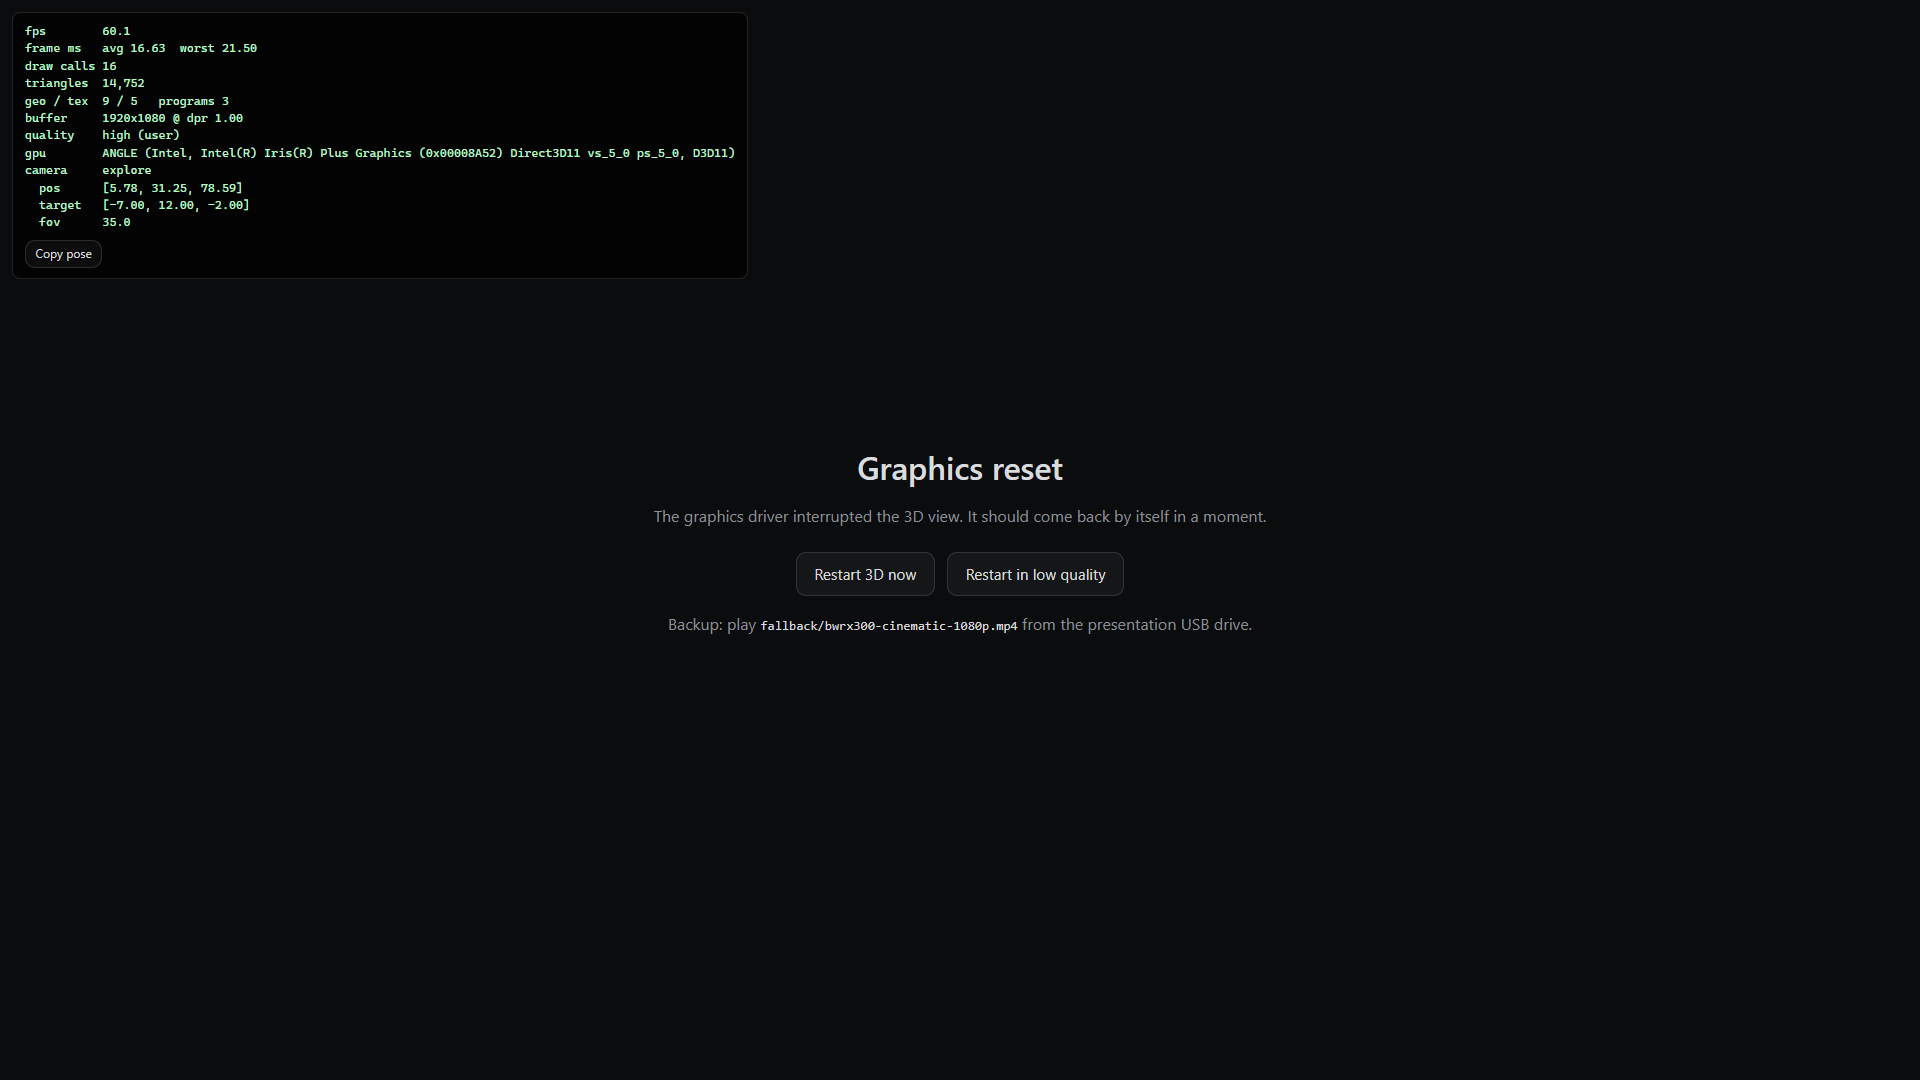 fps 60.1
frame ms avg 16.63 worst 21.50
draw calls 16
triangles 14,752
geo / tex 9 / 5 programs 3
buffer 1920x1080 @ dpr 1.00
quality high (user)
gpu ANGLE (Intel, Intel(R) Iris(R) Plus Graphics (0x00008A52) Direct3D11 vs_5_0 ps_5_0, D3D11)
camera explore
pos [5.78, 31.25, 78.59]
target [-7.00, 12.00, -2.00]
fov 35.0
Copy pose
Graphics reset
The graphics driver interrupted the 3D view. It should come back by itself in a moment.
Restart 3D now Restart in low quality
Backup: play fallback/bwrx300-cinematic-1080p.mp4 from the presentation USB drive.